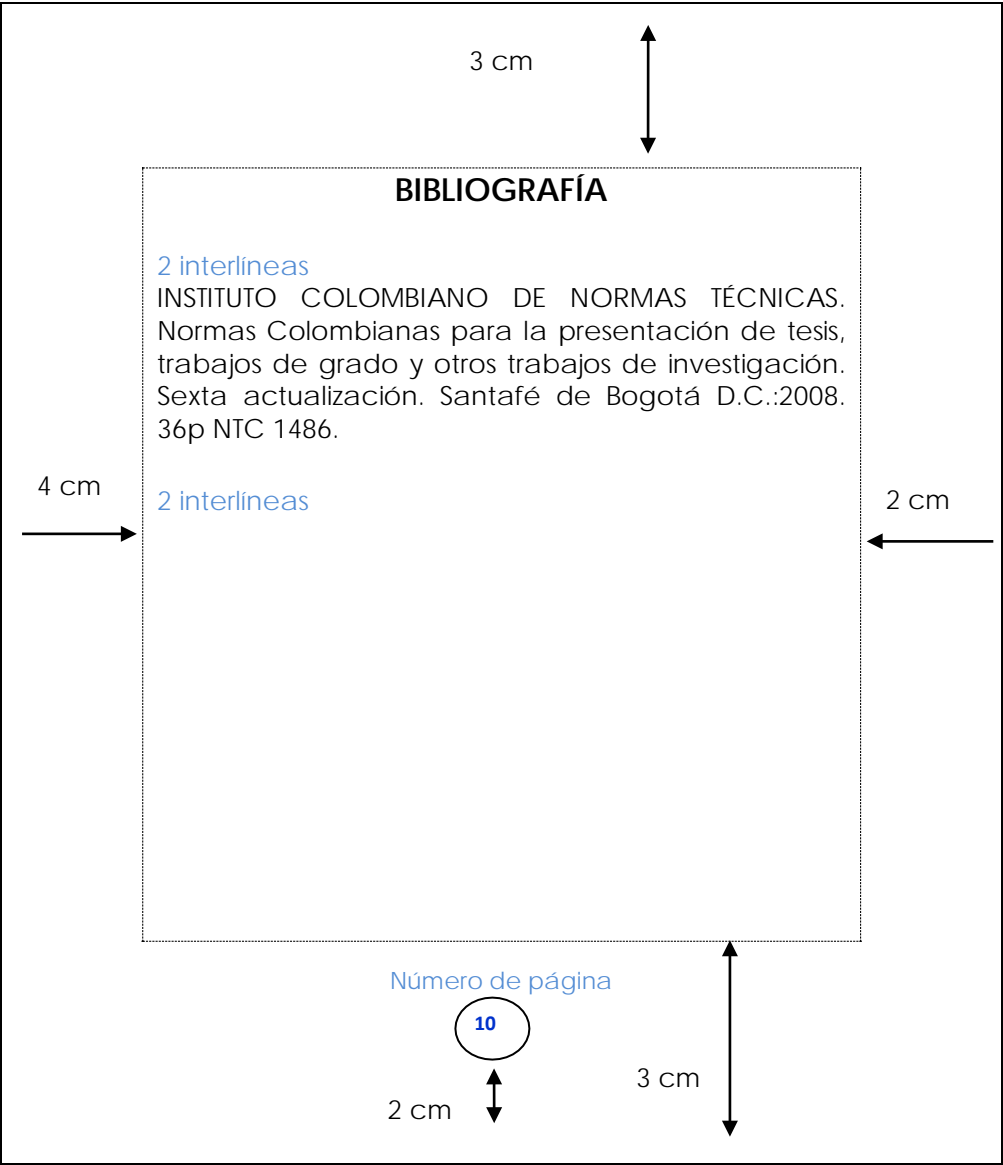 3 cm
BIBLIOGRAFÍA
2 interlíneas
INSTITUTO COLOMBIANO DE NORMAS TÉCNICAS.
Normas Colombianas para la presentación de tesis,
trabajos de grado y otros trabajos de investigación.
Sexta actualización. Santafé de Bogotá D.C.:2008.
36p NTC 1486.
4 cm
2 interlíneas
2 cm
Número de página
10
3 cm
2 cm